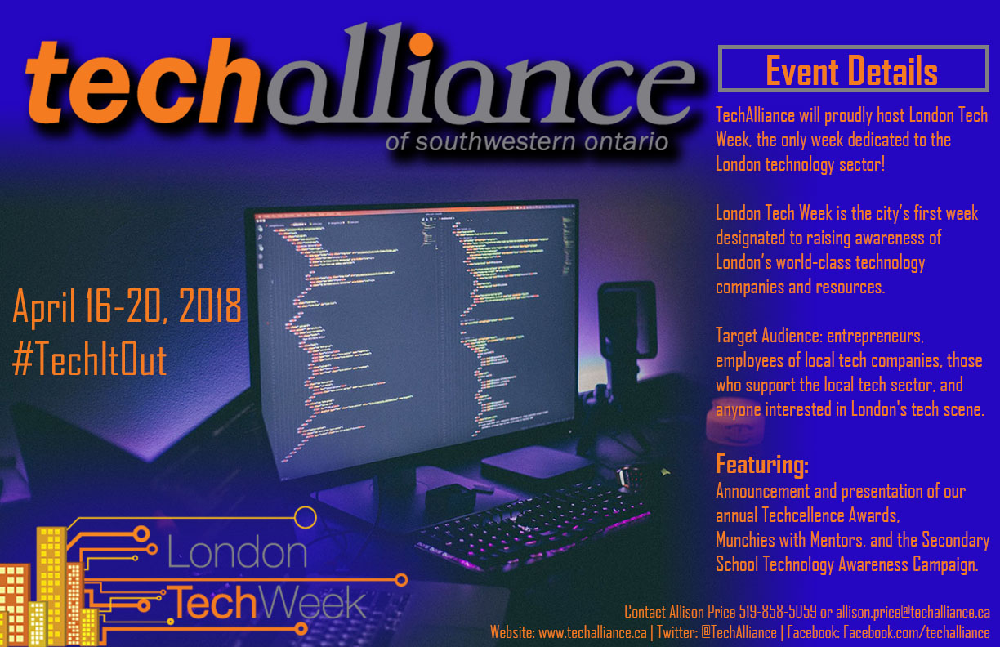 techalliance
of southwestern ontario
April 16-20, 2018
#TechItOut
London
TechWeek
Event Details
TechAlliance will proudly host London Tech
Week, the only week dedicated to the
London technology sector!
London Tech Week is the city’s first week
designated to raising awareness of
London’s world-class technology
companies and resources.
Target Audience: entrepreneurs,
employees of local tech companies, those
who support the local tech sector, and
anyone interested in London's tech scene.
Featuring:
Announcement and presentation of our
annual Techcellence Awards,
Munchies with Mentors, and the Secondary
School Technology Awareness Campaign.
Contact Allison Price 519-858-5059 or allison.price@techalliance.ca
Website: www.techalliance.ca | Twitter: @TechAlliance | Facebook: Facebook.com/techalliance